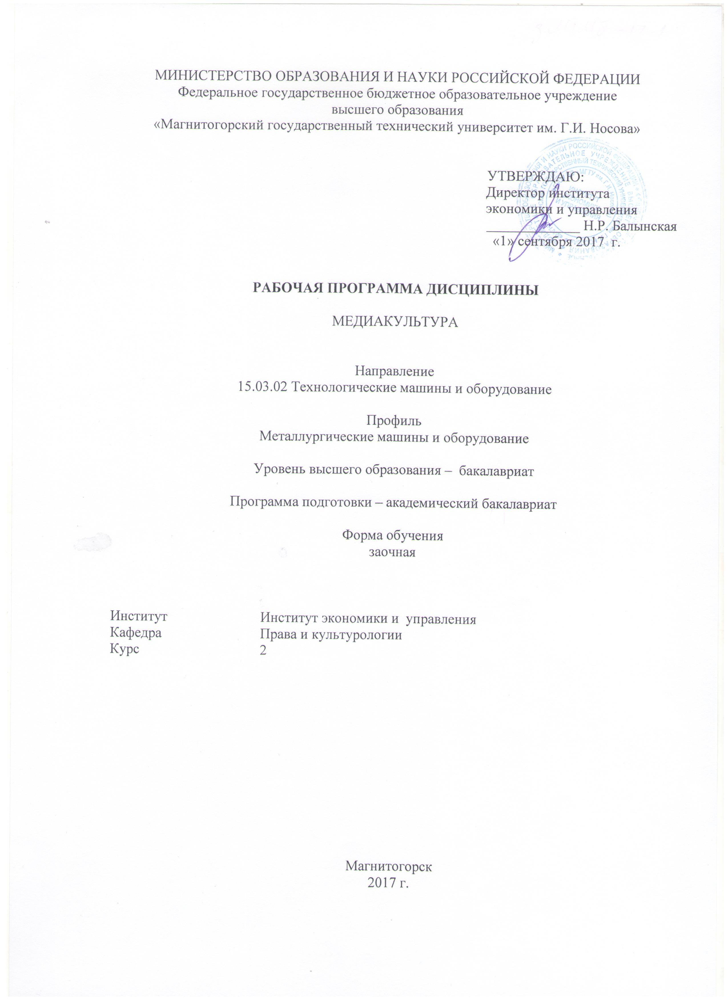 МИНИСТЕРСТВО ОБРАЗОВАНИЯ И НАУКИ РОССИЙСКОЙ ФЕДЕРАЦИИ
Федеральное государственное бюджетное образовательное учреждение
высшего образования
«Магнитогорский государственный технический университет им. Г.И. Носова»
УТВЕРЖДАЮ:
Директор института
экономики и управления
_____________ Н.Р. Балынская
«1» сентября 2017 г.
РАБОЧАЯ ПРОГРАММА ДИСЦИПЛИНЫ
МЕДИАКУЛЬТУРА
Направление
15.03.02 Технологические машины и оборудование
Профиль
Металлургические машины и оборудование
Уровень высшего образования – бакалавриат
Программа подготовки – академический бакалавриат
Форма обучения
заочная
Институт Институт экономики и управления
Кафедра Права и культурологии
Курс 2
Магнитогорск
2017 г.